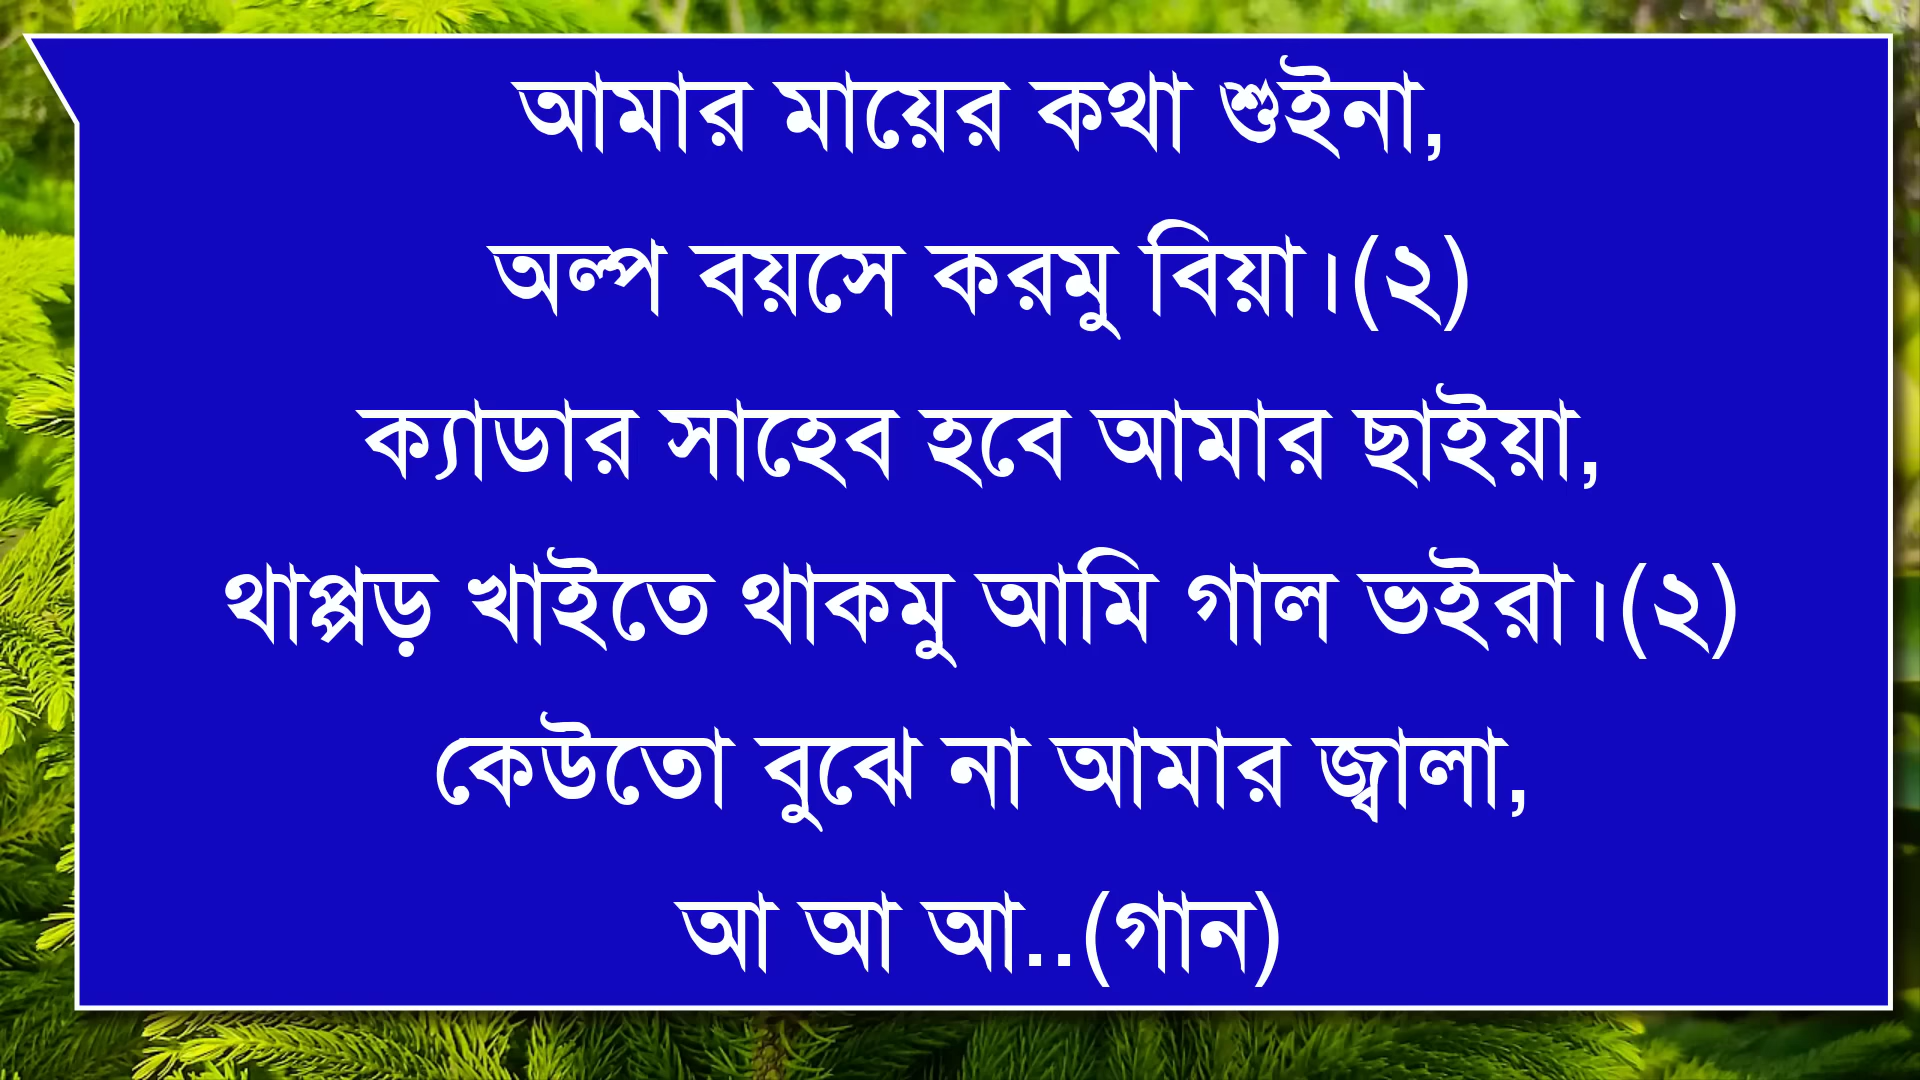 আমার মায়ের কথা শুইনা,
অল্প বয়সে করমু বিয়া।(২)
ক্যাডার সাহেব হবে আমার ছাইয়া,
থাপ্পড় খাইতে থাকমু আমি গাল ভইরা।(২)
কেউতো বুঝে না আমার জ্বালা,
আ আ আ..(গান)